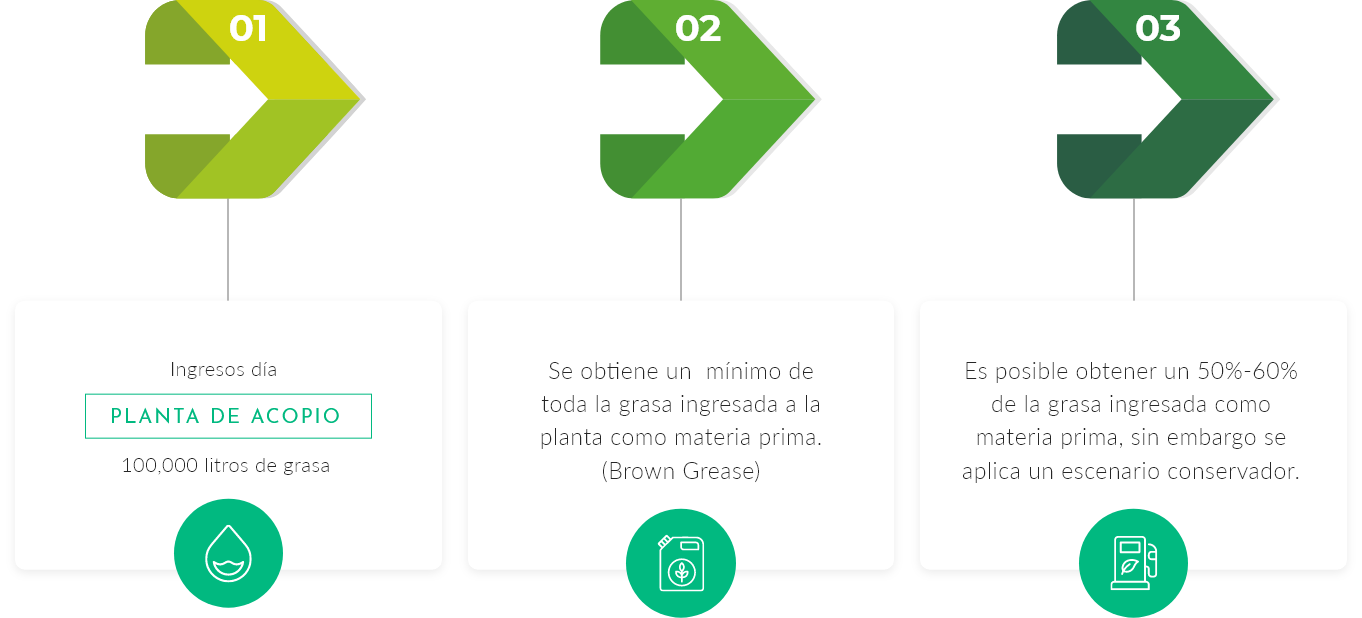 01
Ingresos día
PLANTA DE ACOPIO
100,000 litros de grasa
02
Se obtiene un mínimo de
toda la grasa ingresada a la
planta como materia prima.
(Brown Grease)
03
Es posible obtener un 50%-60%
de la grasa ingresada como
materia prima, sin embargo se
aplica un escenario conservador.